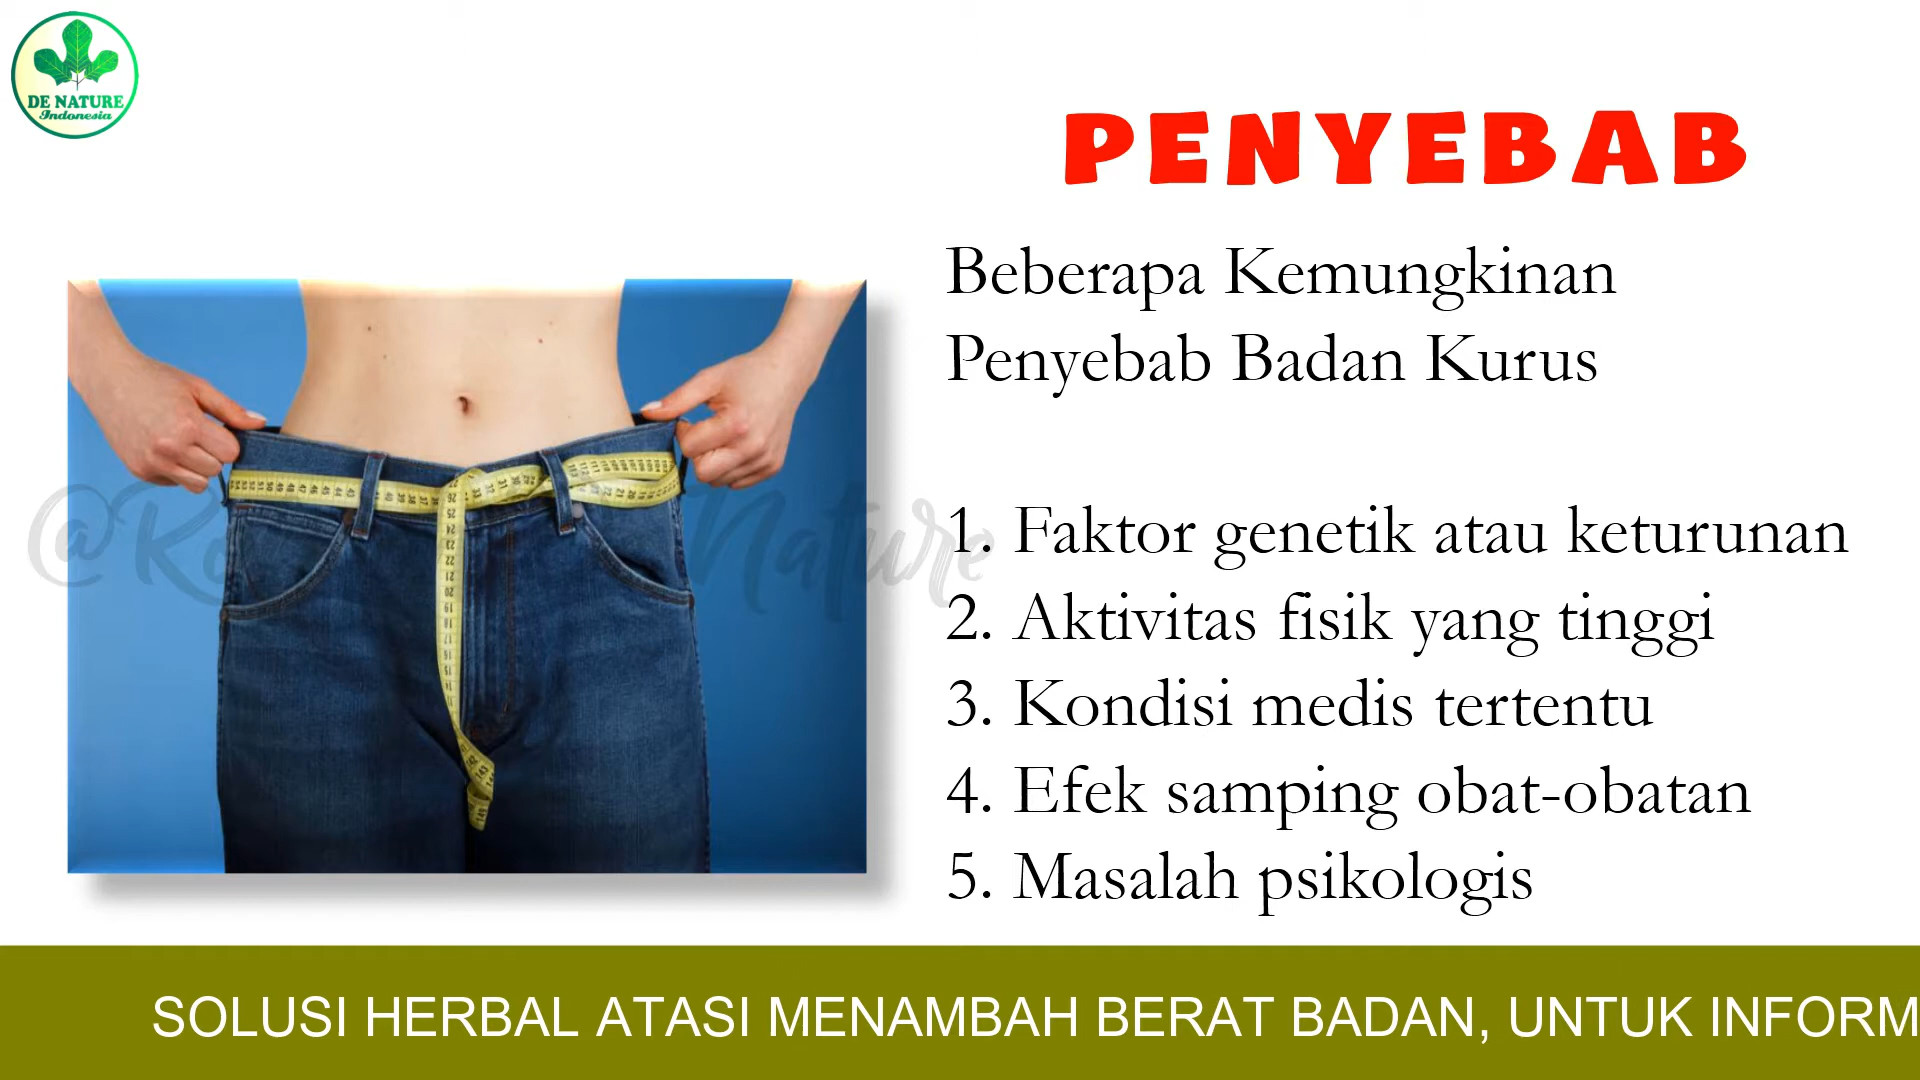 DE NATURE
Indonesia
PENYEBAB
Beberapa Kemungkinan
Penyebab Badan Kurus
1. Faktor genetik atau keturunan
2. Aktivitas fisik yang tinggi
3. Kondisi medis tertentu
4. Efek samping obat-obatan
5. Masalah psikologis
Nature
SOLUSI HERBAL ATASI MENAMBAH BERAT BADAN, UNTUK INFORM